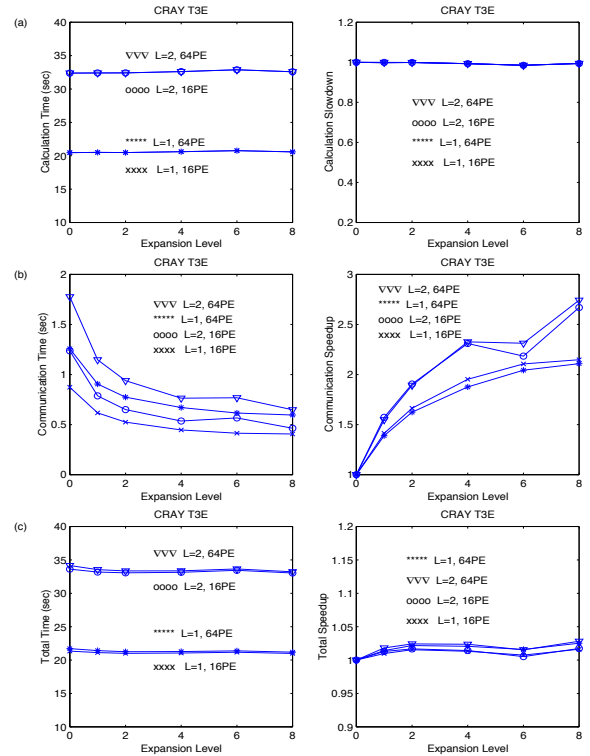 (a)
CRAY T3E
Calculation Time (sec)
40
35
30
25
20
15
10
∇∇∇ L=2, 64PE
oooo L=2, 16PE
***** L=1, 64PE
xxxx L=1, 16PE
0 2 4 6 8
Expansion Level
CRAY T3E
Calculation Slowdown
1.2
1
0.8
0.6
0.4
0.2
∇∇∇ L=2, 64PE
oooo L=2, 16PE
***** L=1, 64PE
xxxx L=1, 16PE
0 2 4 6 8
Expansion Level
(b)
CRAY T3E
Communication Time (sec)
2
1.5
1
0.5
0
∇∇∇ L=2, 64PE
***** L=1, 64PE
oooo L=2, 16PE
xxxx L=1, 16PE
0 2 4 6 8
Expansion Level
CRAY T3E
Communication Speedup
3
2.5
2
1.5
1
∇∇∇ L=2, 64PE
***** L=1, 64PE
oooo L=2, 16PE
xxxx L=1, 16PE
0 2 4 6 8
Expansion Level
(c)
CRAY T3E
Total Time (sec)
40
35
30
25
20
15
10
∇∇∇ L=2, 64PE
oooo L=2, 16PE
***** L=1, 64PE
xxxx L=1, 16PE
0 2 4 6 8
Expansion Level
CRAY T3E
Total Speedup
1.2
1.15
1.1
1.05
1
0.95
0.9
***** L=1, 64PE
∇∇∇ L=2, 64PE
oooo L=2, 16PE
xxxx L=1, 16PE
0 2 4 6 8
Expansion Level